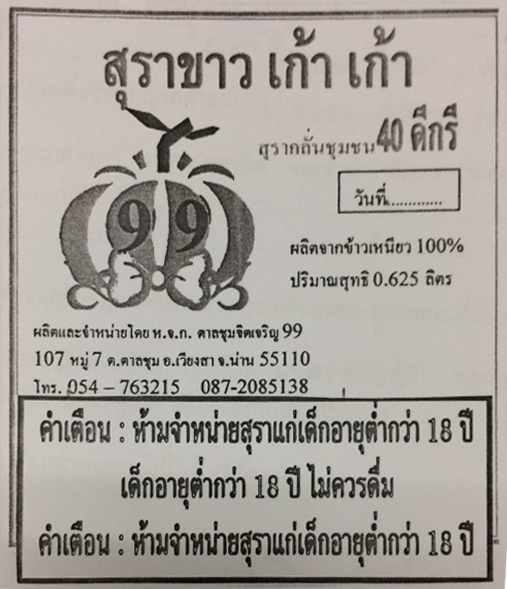 สุราขาว เก้า เก้า
สุรากลั่นชุมชน 40 ดีกรี
วันที่............
99
ผลิตจากข้าวเหนียว 100%
ปริมาณสุทธิ 0.625 ลิตร
ผลิตและจำหน่ายโดย ห.จ.ก. ตาลชุมจิตเจริญ 99
107 หมู่ 7 ต.ตาลชุม อ.เวียงสา จ.น่าน 55110
โทร. 054 – 763215 087-2085138
คำเตือน : ห้ามจำหน่ายสุราแก่เด็กอายุต่ำกว่า 18 ปี
เด็กอายุต่ำกว่า 18 ปี ไม่ควรดื่ม
คำเตือน : ห้ามจำหน่ายสุราแก่เด็กอายุต่ำกว่า 18 ปี